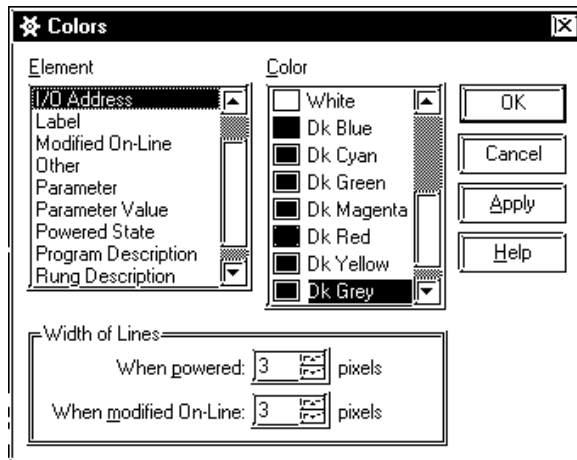 Colors
Element
I/O Address
Label
Modified On-Line
Other
Parameter
Parameter Value
Powered State
Program Description
Rung Description
Color
White
Dk Blue
Dk Cyan
Dk Green
Dk Magenta
Dk Red
Dk Yellow
Dk Grey
OK
Cancel
Apply
Help
Width of Lines
When powered: 3 pixels
When modified On-Line: 3 pixels